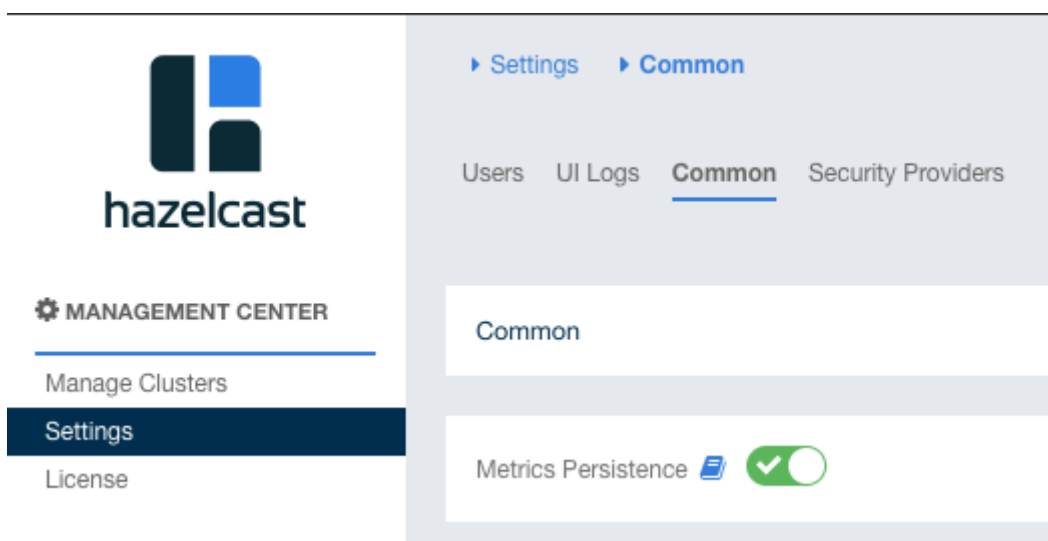 hazelcast
MANAGEMENT CENTER
Manage Clusters
Settings
License
Settings Common
Users UI Logs Common Security Providers
Common
Metrics Persistence